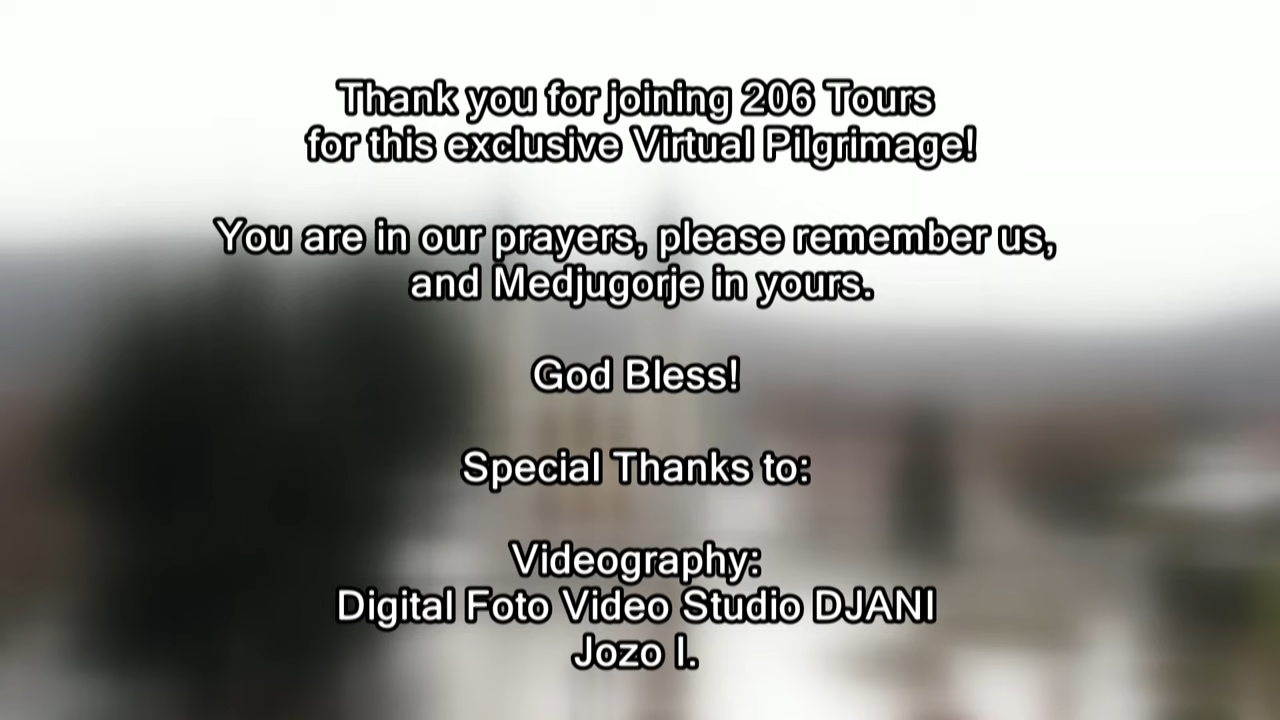 Thank you for joining 206 Tours
for this exclusive Virtual Pilgrimage!
You are in our prayers, please remember us,
and Medjugorje in yours.
God Bless!
Special Thanks to:
Videography:
Digital Foto Video Studio DJANI
Jozo I.